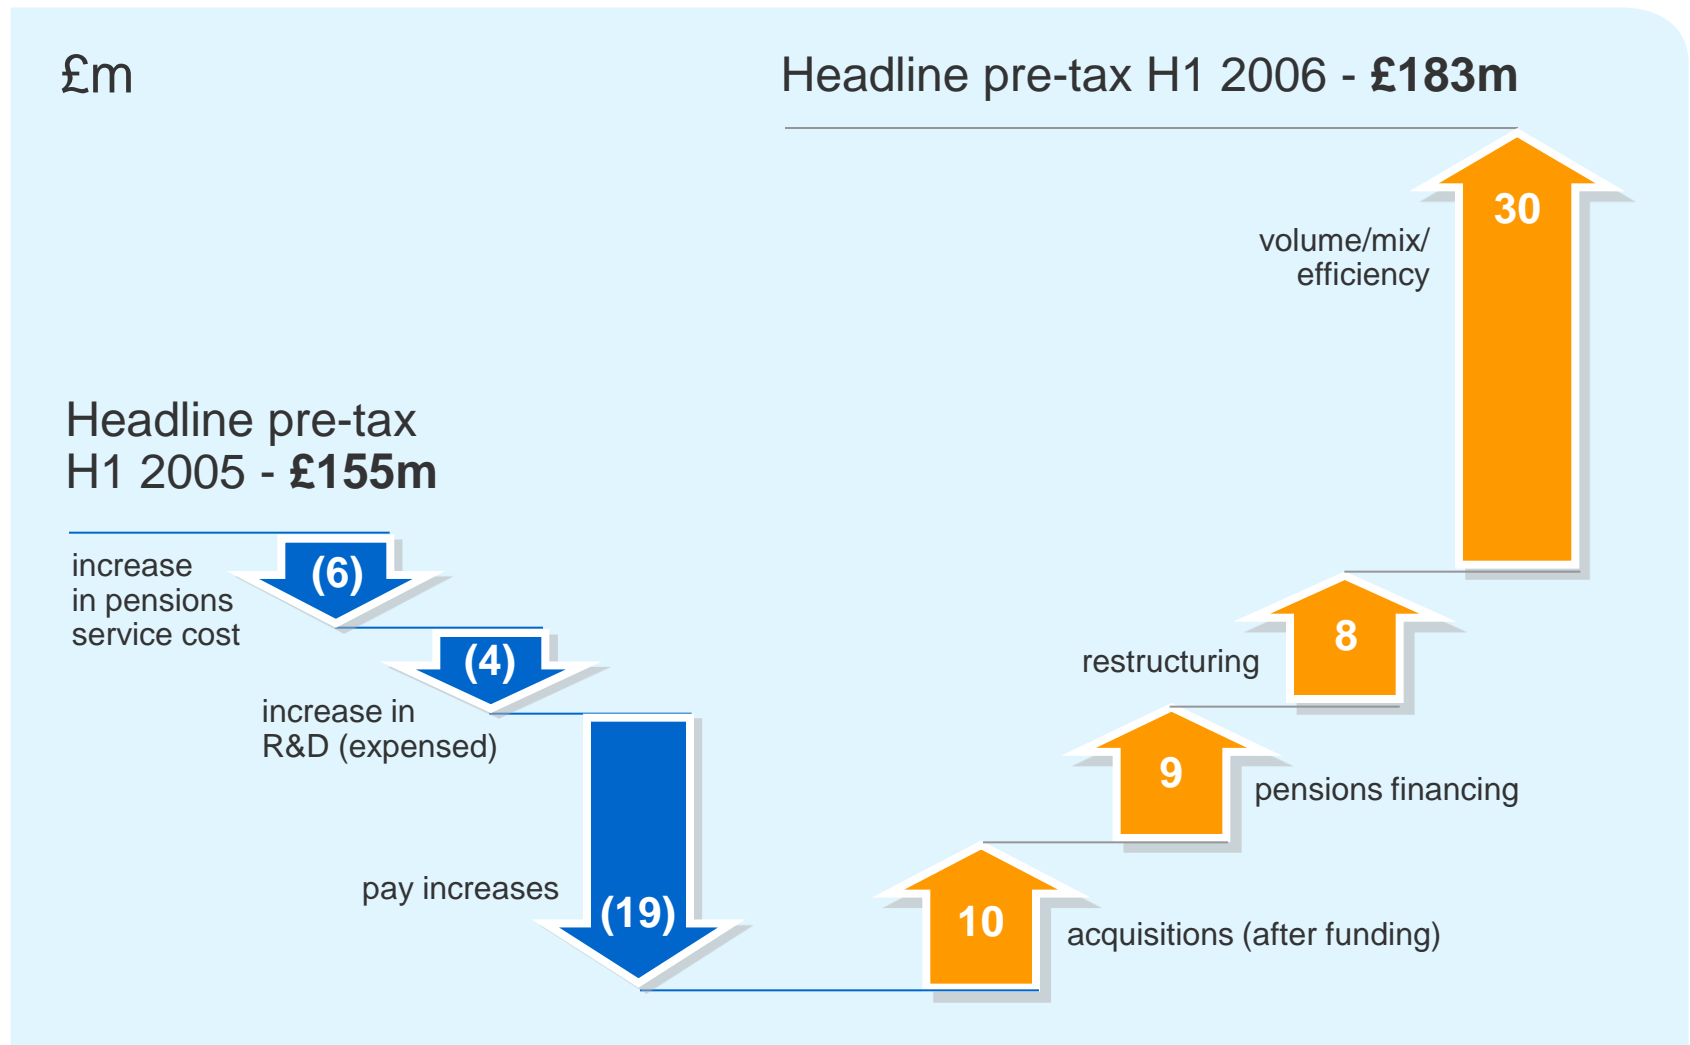 £m
Headline pre-tax H1 2006 - £183m
30
volume/mix/
efficiency
Headline pre-tax
H1 2005 - £155m
increase
in pensions
service cost
(6)
(4)
increase in
R&D (expensed)
pay increases
(19)
10
acquisitions (after funding)
9
pensions financing
8
restructuring